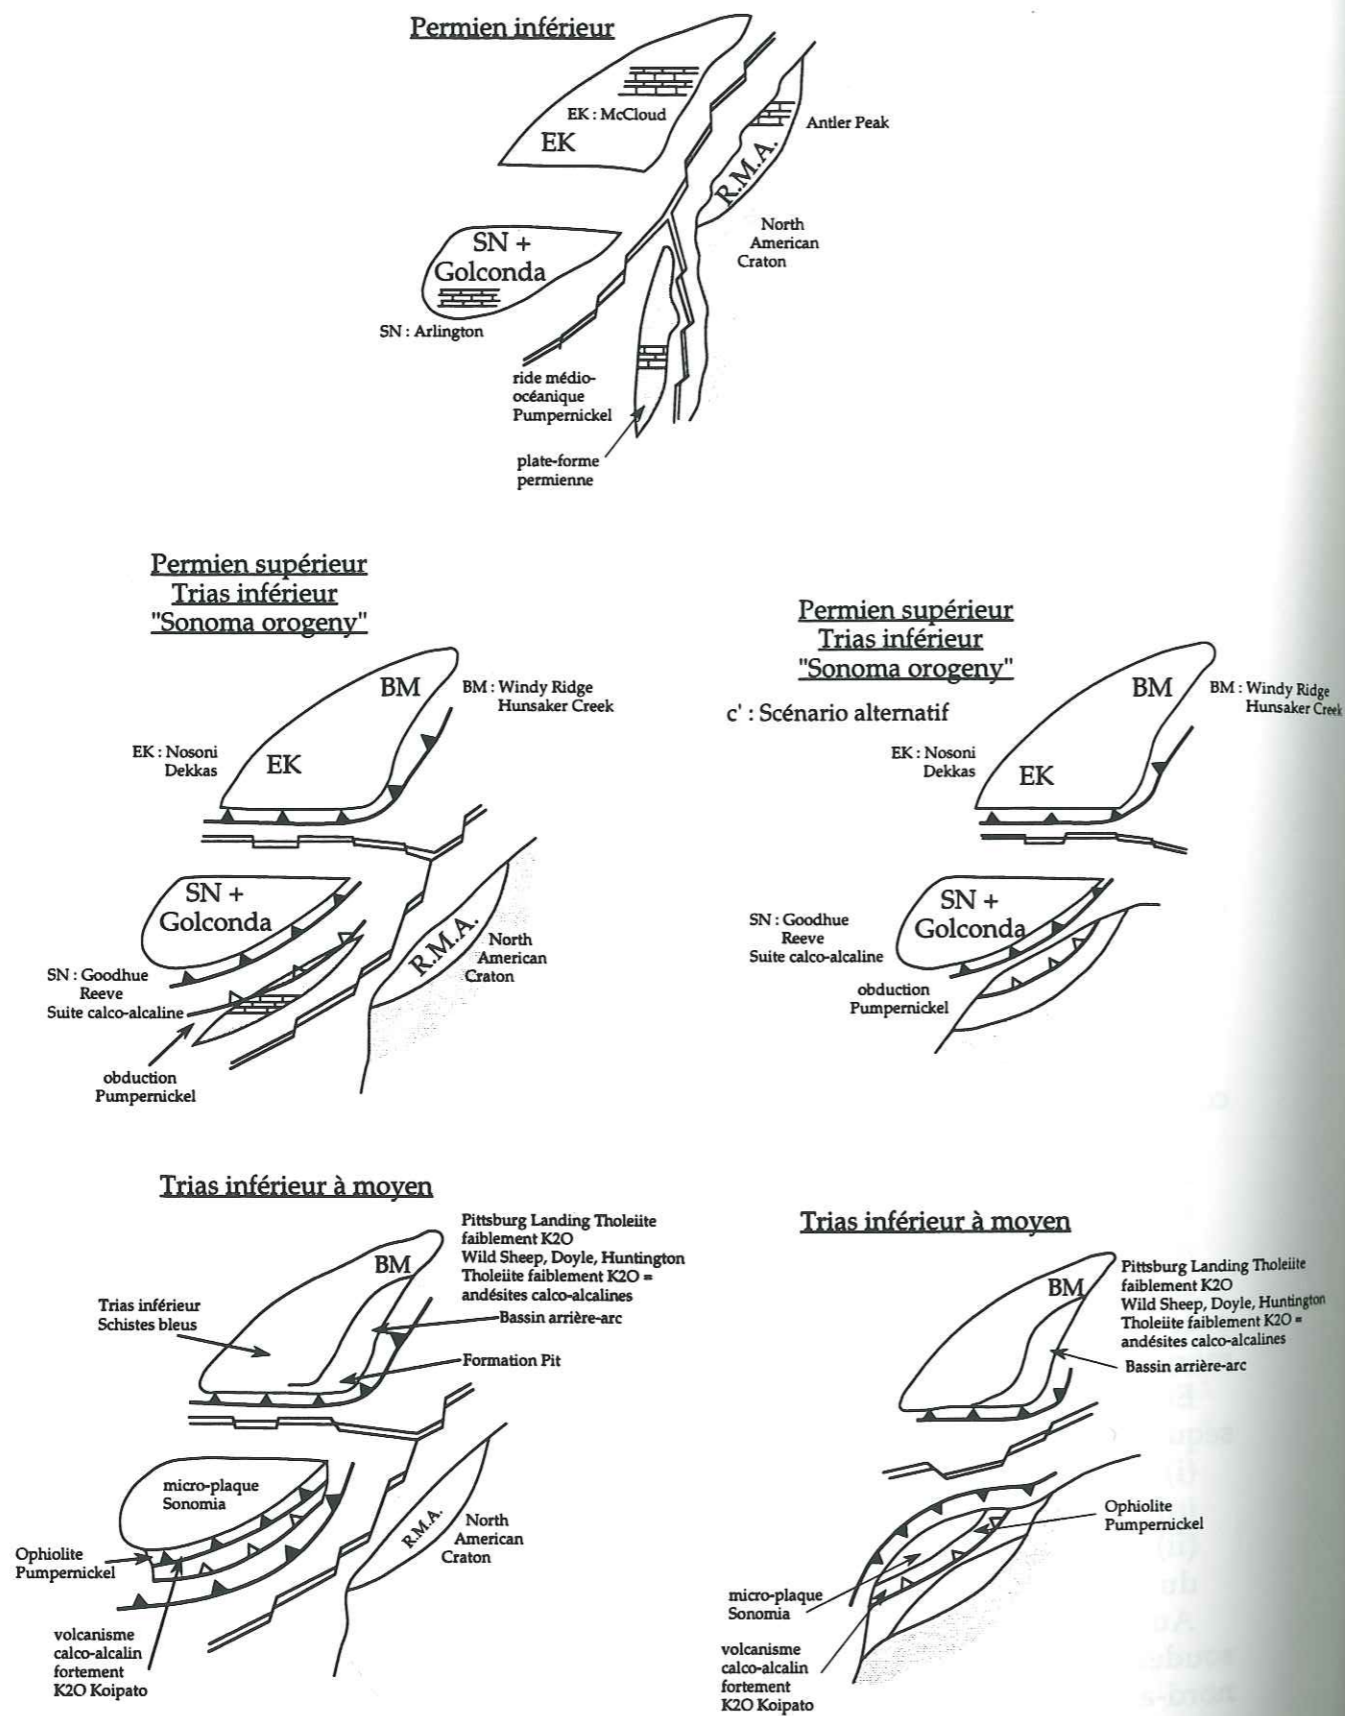 Permien inférieur
EK : McCloud
EK
Antler Peak
R.M.A.
North
American
Craton
SN +
Golconda
SN : Arlington
ride médio-
océanique
Pumpernickel
plate-forme
permienne
Permien supérieur
Trias inférieur
"Sonoma orogeny"
BM
BM : Windy Ridge
Hunsaker Creek
EK : Nosoni
Dekkas
EK
SN +
Golconda
R.M.A.
North
American
Craton
SN : Goodhue
Reeve
Suite calco-alcaline
obduction
Pumpernickel
Permien supérieur
Trias inférieur
"Sonoma orogeny"
c' : Scénario alternatif
BM
BM : Windy Ridge
Hunsaker Creek
EK : Nosoni
Dekkas
EK
SN +
Golconda
SN : Goodhue
Reeve
Suite calco-alcaline
obduction
Pumpernickel
Trias inférieur à moyen
Pittsburg Landing Tholeiite
faiblement K2O
Wild Sheep, Doyle, Huntington
Tholeiite faiblement K2O =
andésites calco-alcalines
BM
Trias inférieur
Schistes bleus
Bassin arrière-arc
Formation Pit
micro-plaque
Sonomia
R.M.A.
North
American
Craton
Ophiolite
Pumpernickel
volcanisme
calco-alcalin
fortement
K2O Koipato
Trias inférieur à moyen
Pittsburg Landing Tholeiite
faiblement K2O
Wild Sheep, Doyle, Huntington
Tholeiite faiblement K2O =
andésites calco-alcalines
BM
Bassin arrière-arc
Ophiolite
Pumpernickel
micro-plaque
Sonomia
volcanisme
calco-alcalin
fortement
K2O Koipato